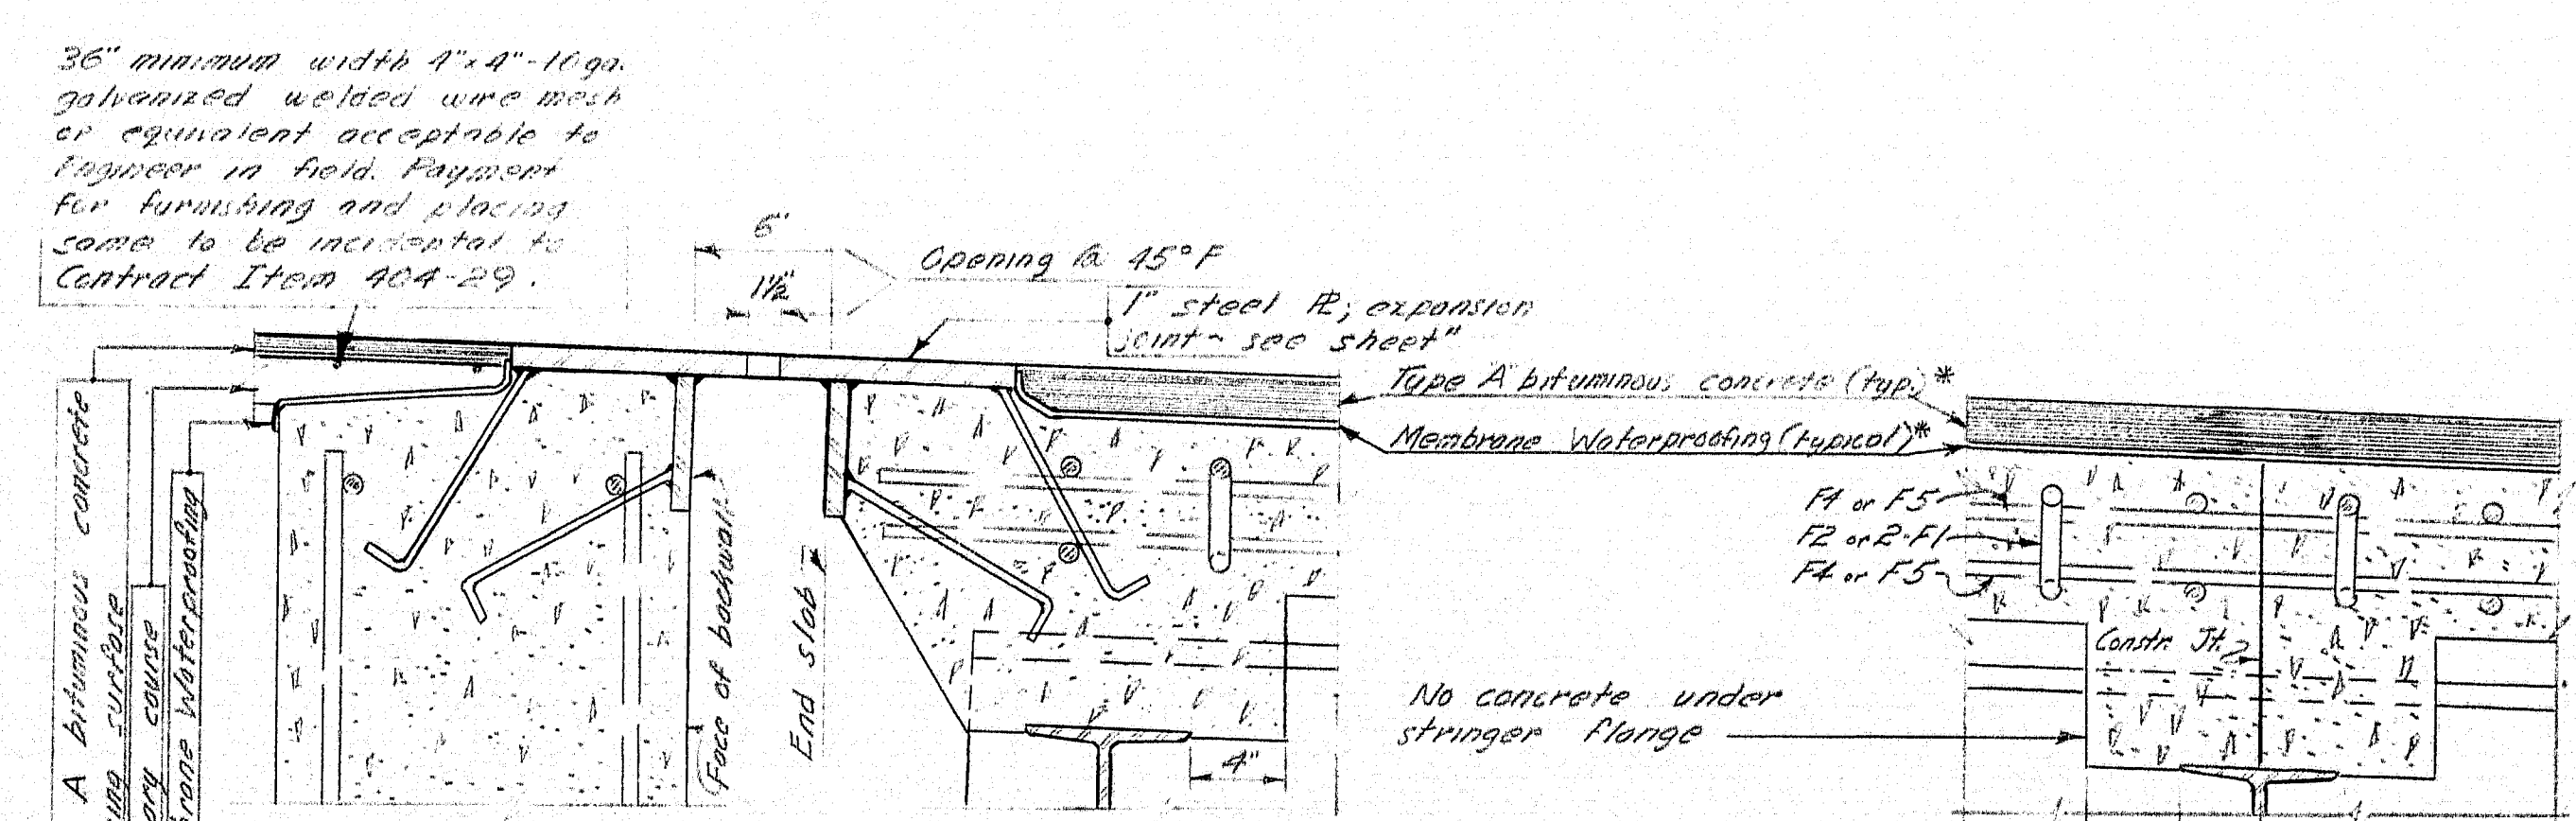 36" minimum width 4"x4"-10ga.
galvanized welded wire mesh
or equivalent acceptable to
Engineer in field. Payment
for furnishing and placing
same to be incidental to
Contract Item 404-29.
6"
1½"
Opening @ 45°F
1" steel PL; expansion
joint - see sheet"
Type A bituminous concrete (typ.)*
Membrane Waterproofing (typical)*
A bituminous concrete
surface
course
Waterproofing
Face of backwall
End slab
4"
F4 or F5
F2 or 2-F1
F4 or F5
Constr. Jt.
No concrete under
stringer flange